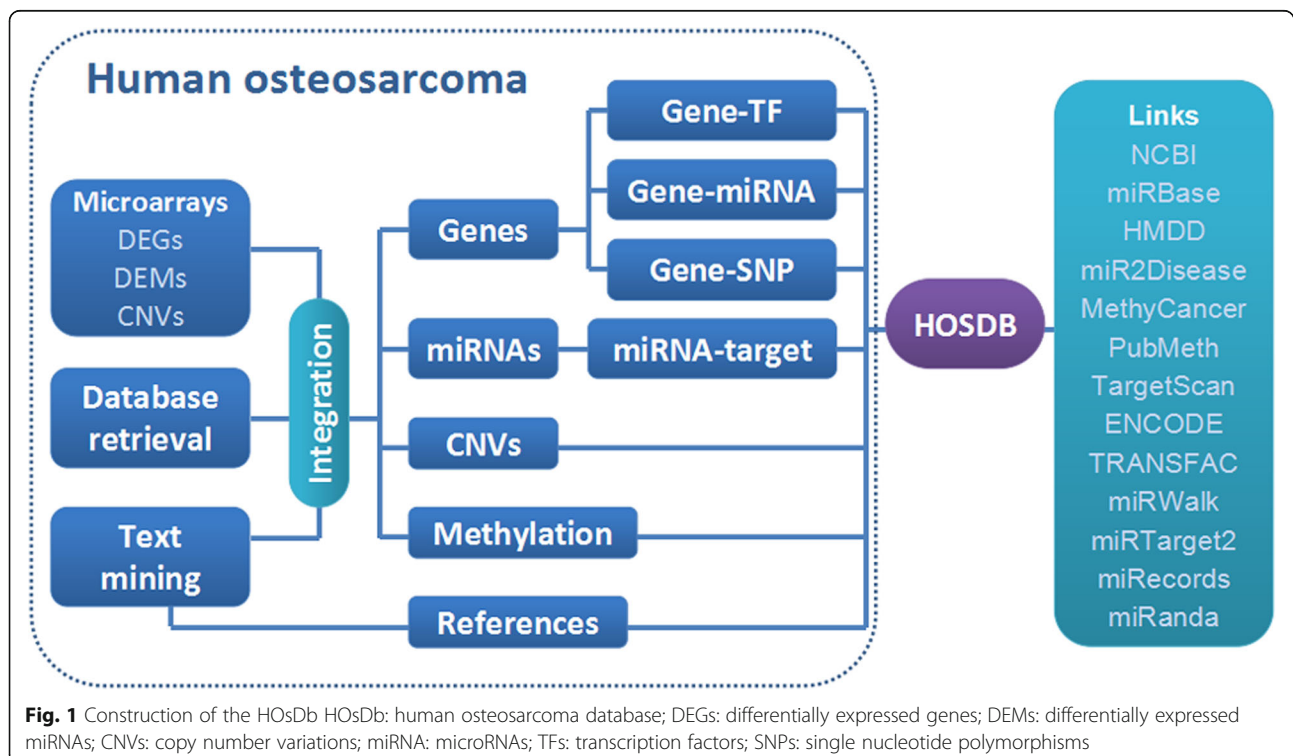 Human osteosarcoma
Microarrays
DEGs
DEMs
CNVs
Database
retrieval
Text
mining
Integration
Genes
miRNAs
CNVs
Methylation
References
Gene-TF
Gene-miRNA
Gene-SNP
miRNA-target
HOSDB
Links
NCBI
miRBase
HMDD
miR2Disease
MethyCancer
PubMeth
TargetScan
ENCODE
TRANSFAC
miRWalk
miRTarget2
miRecords
miRanda
Fig. 1 Construction of the HOsDb HOsDb: human osteosarcoma database; DEGs: differentially expressed genes; DEMs: differentially expressed
miRNAs; CNVs: copy number variations; miRNA: microRNAs; TFs: transcription factors; SNPs: single nucleotide polymorphisms